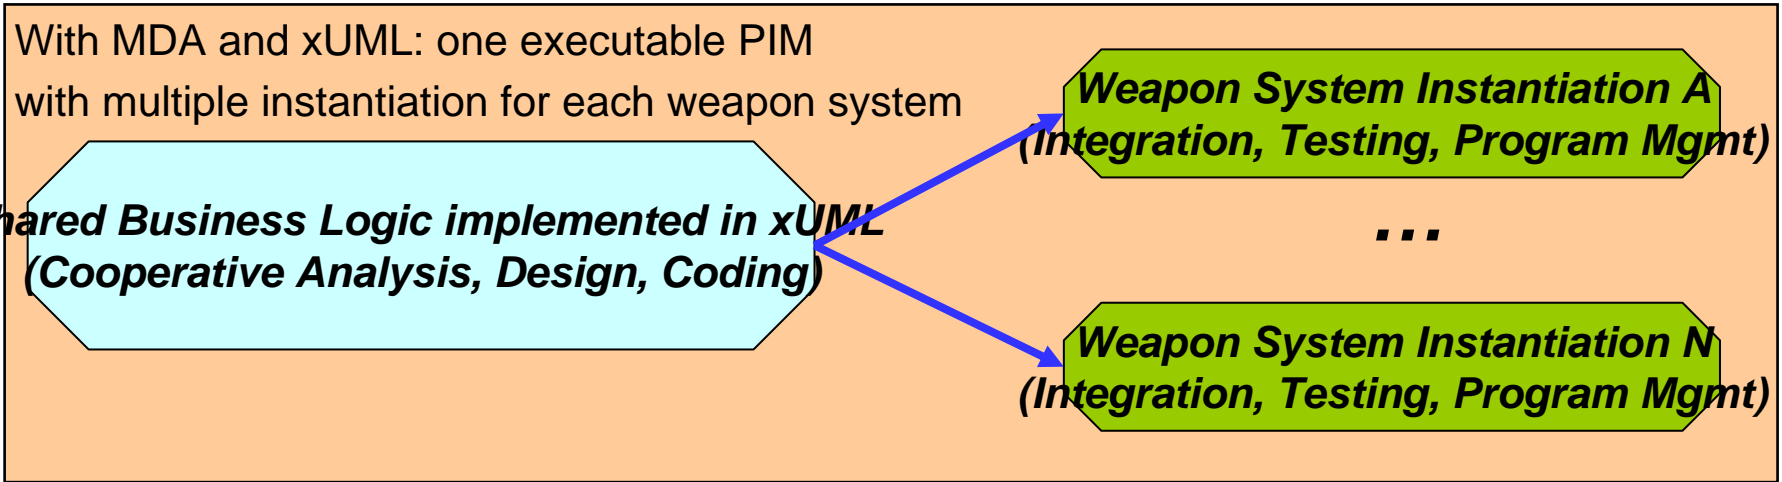 With MDA and xUML: one executable PIM
with multiple instantiation for each weapon system
hared Business Logic implemented in xUML
(Cooperative Analysis, Design, Coding)
Weapon System Instantiation A
(Integration, Testing, Program Mgmt)
...
Weapon System Instantiation N
(Integration, Testing, Program Mgmt)